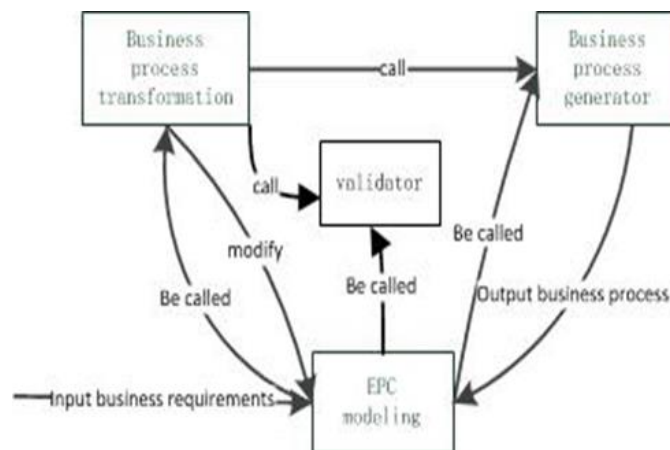 Business
process
transformation
call
Business
process
generator
call
validator
modify
Be called
Be called
Be called
Output business process
Input business requirements
EPC
modeling